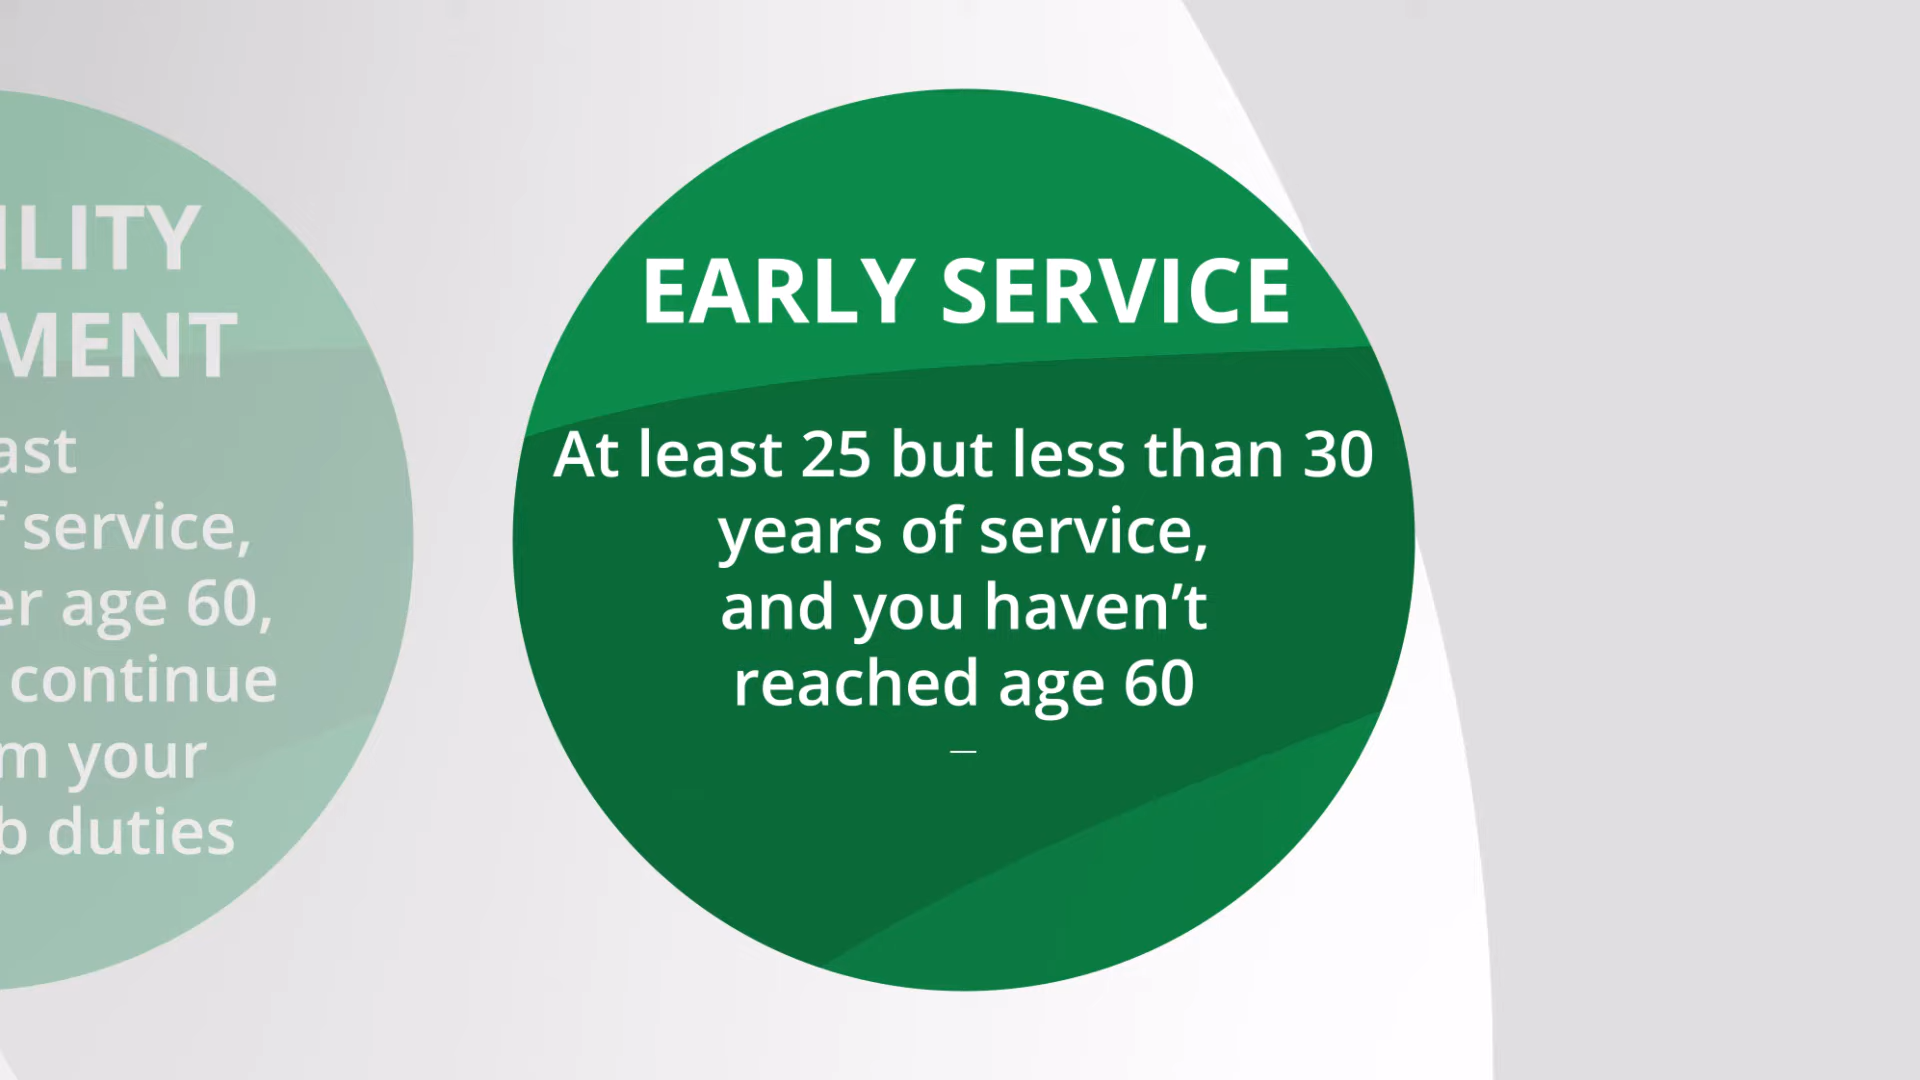 ILITY
MENT
ast
f service,
er age 60,
continue
m your
b duties
EARLY SERVICE
At least 25 but less than 30
years of service,
and you haven’t
reached age 60
—